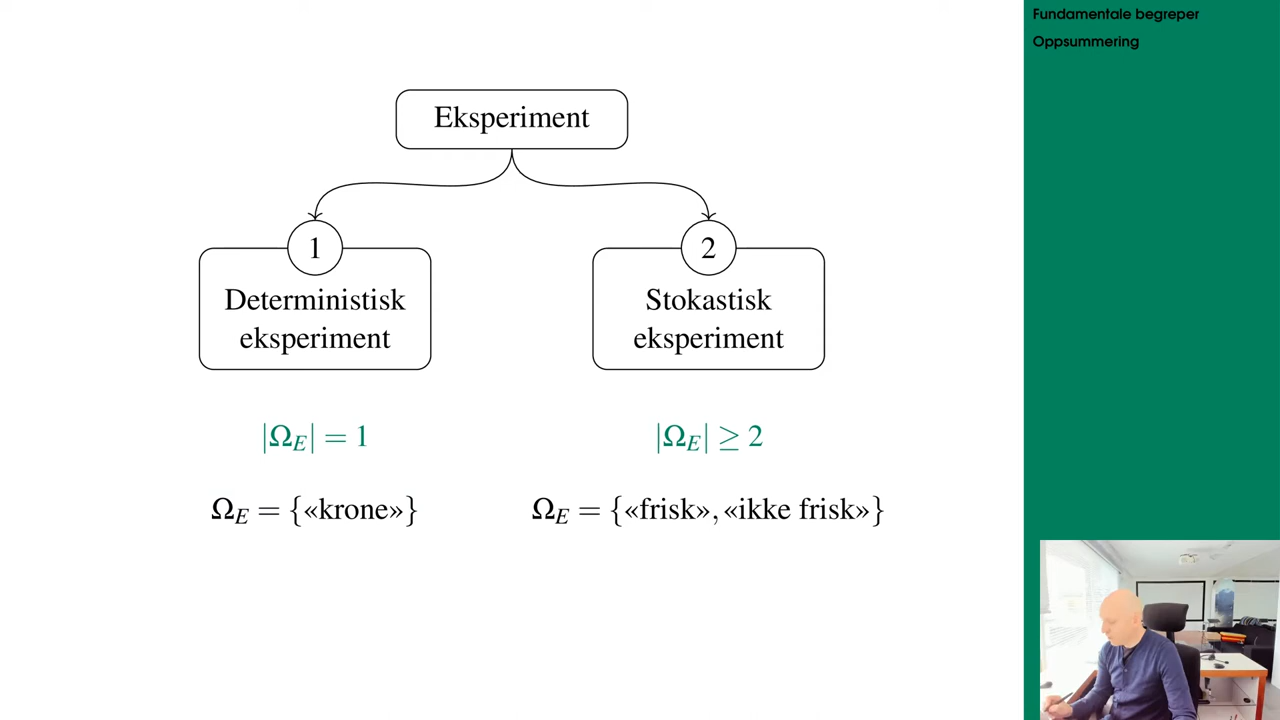 Fundamentale begreper
Oppsummering
Eksperiment
1
Deterministisk
eksperiment
2
Stokastisk
eksperiment
|Ω_E| = 1
|Ω_E| ≥ 2
Ω_E = {«krone»}
Ω_E = {«frisk», «ikke frisk»}